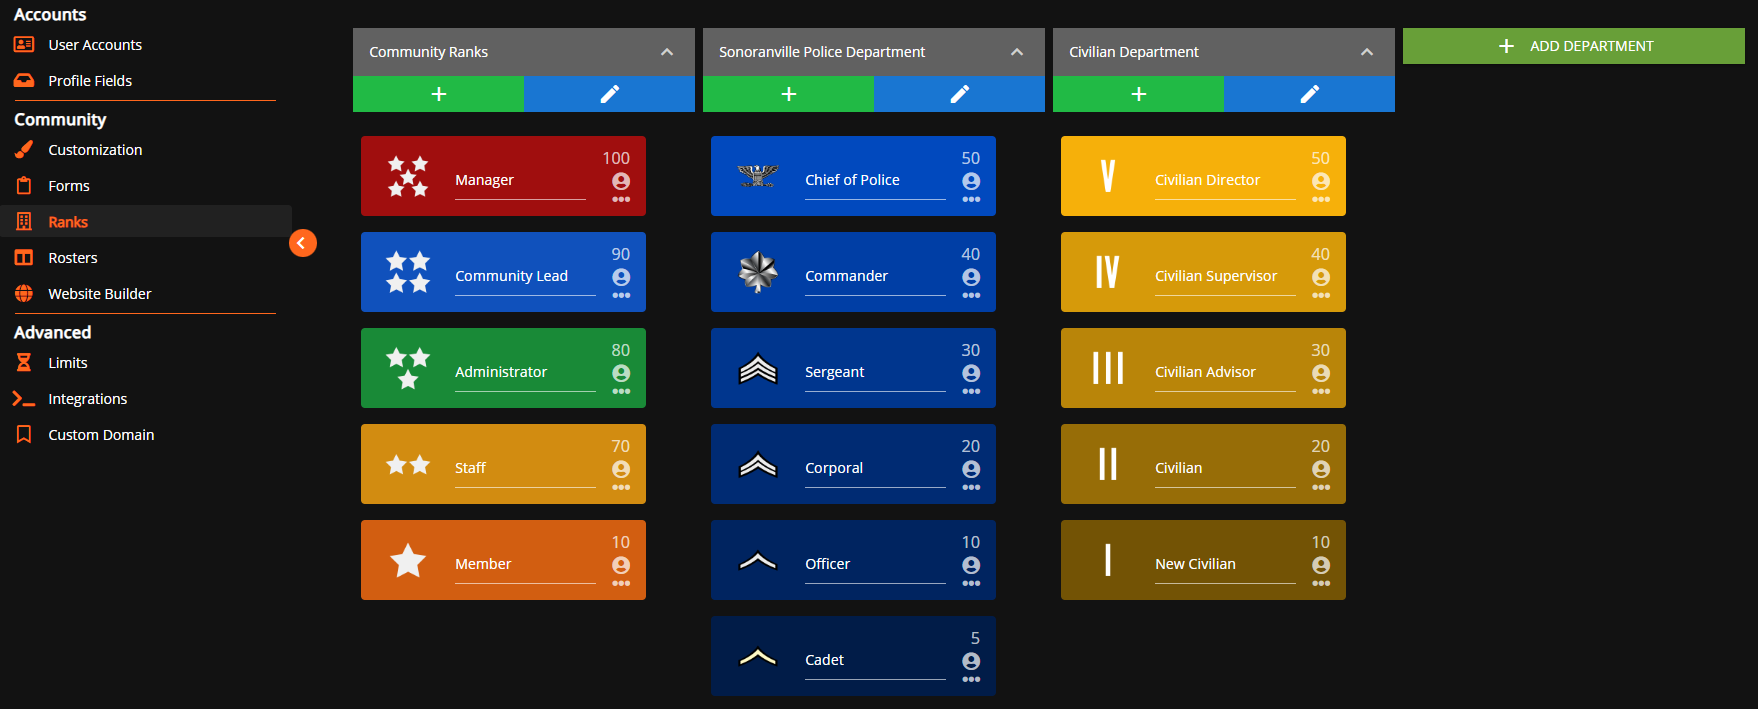 Accounts
User Accounts
Profile Fields
Community
Customization
Forms
Ranks
Rosters
Website Builder
Advanced
Limits
Integrations
Custom Domain
Community Ranks
100
Manager
90
Community Lead
80
Administrator
70
Staff
10
Member
Sonoranville Police Department
50
Chief of Police
40
Commander
30
Sergeant
20
Corporal
10
Officer
5
Cadet
Civilian Department
50
V
Civilian Director
40
IV
Civilian Supervisor
30
III
Civilian Advisor
20
II
Civilian
10
I
New Civilian
ADD DEPARTMENT